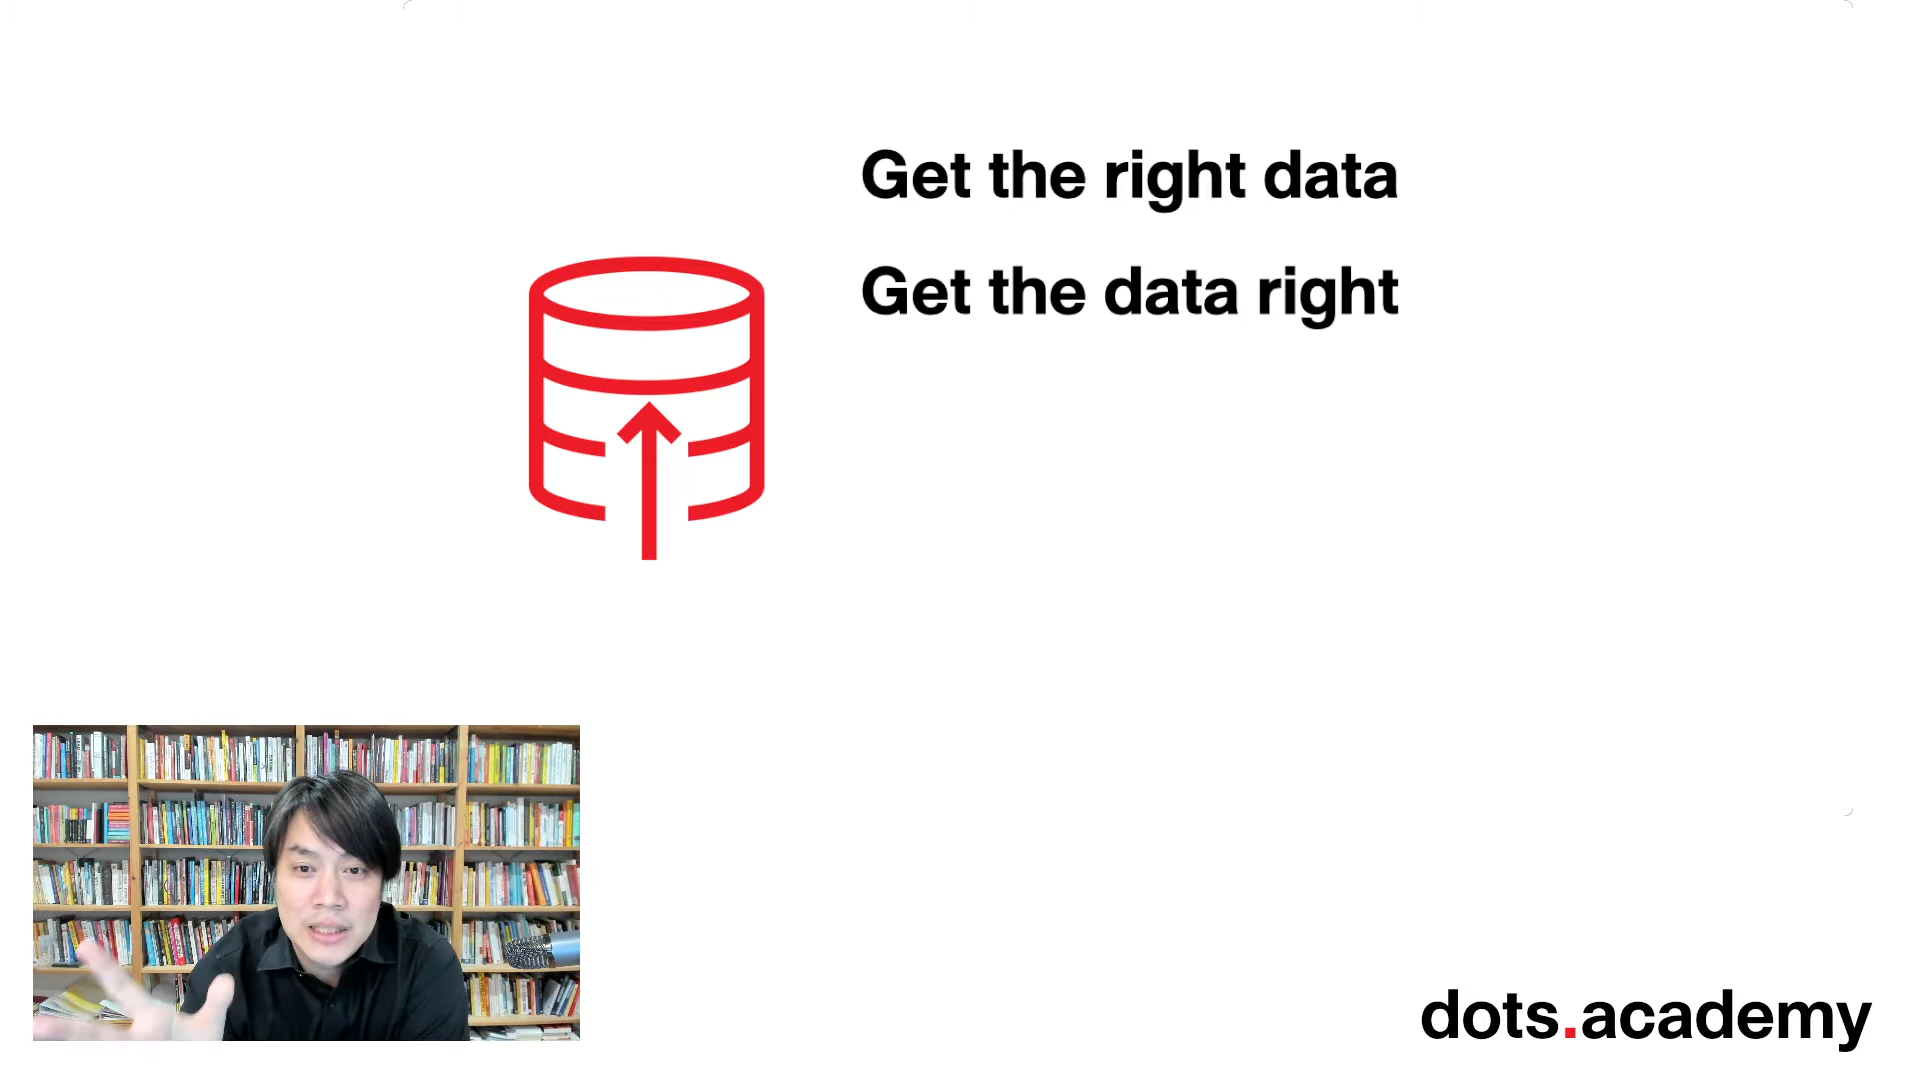 Get the right data
Get the data right
dots.academy